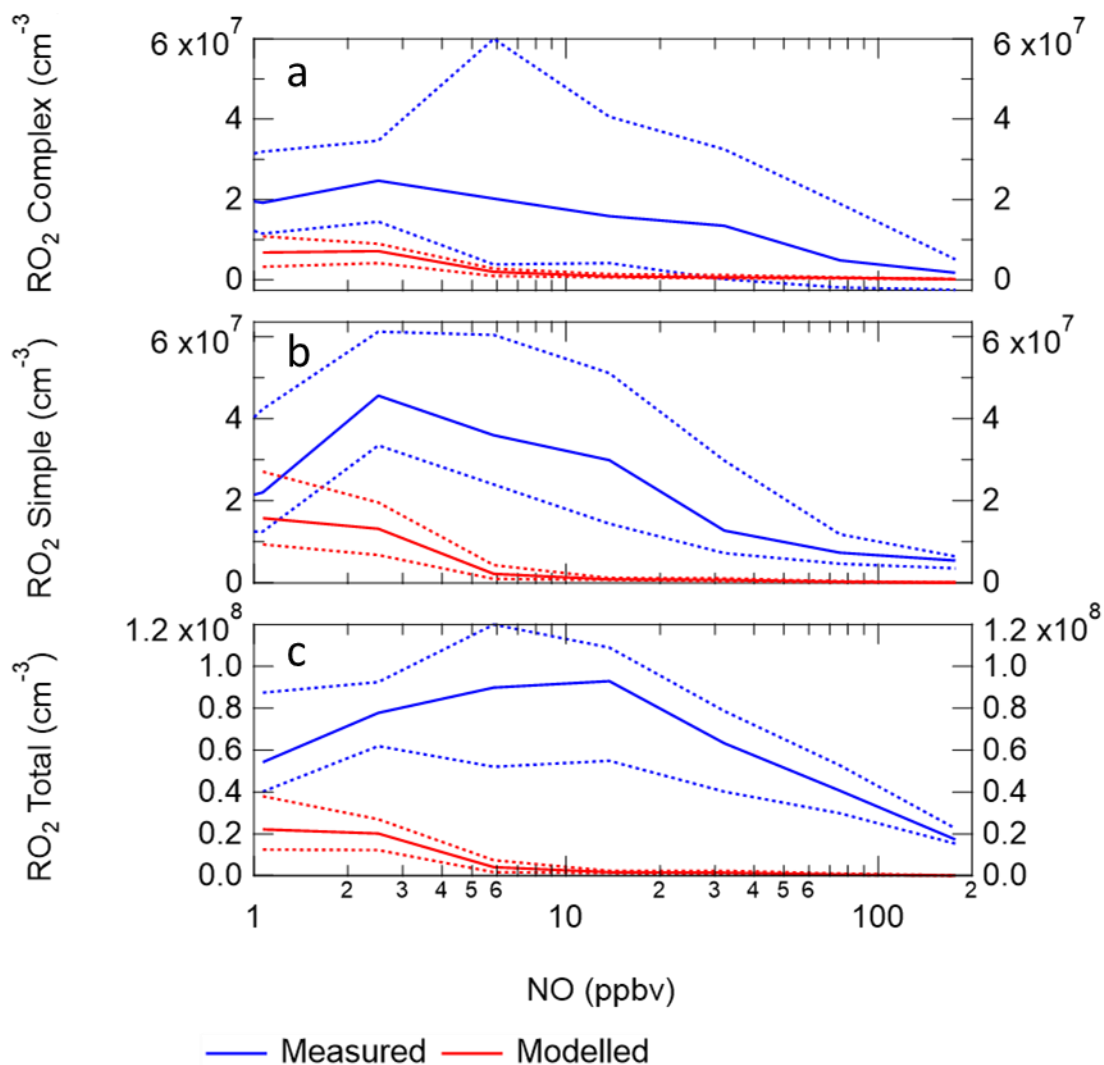 6 x10⁷ 6 x10⁷
a
4 4
2 2
0 0
RO₂ Complex (cm⁻³)
6 x10⁷ 6 x10⁷
b
4 4
2 2
0 0
RO₂ Simple (cm⁻³)
1.2 x10⁸ 1.2 x10⁸
c
1.0 1.0
0.8 0.8
0.6 0.6
0.4 0.4
0.2 0.2
0.0 0.0
RO₂ Total (cm⁻³)
2 3 4 5 6 2 3 4 5 6 2
1 10 100
NO (ppbv)
Measured Modelled